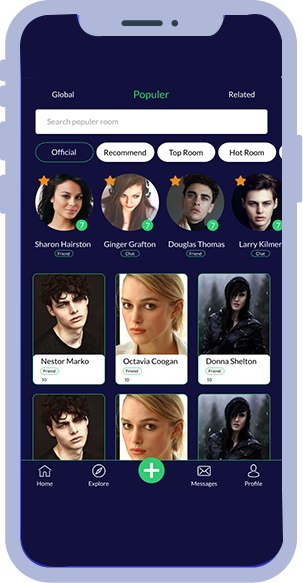 Global Populer Related
Search populer room
Official Recommend Top Room Hot Room
7 7 7
Sharon Hairston Ginger Grafton Douglas Thomas Larry Kilmer
Friend Chat Friend Chat
Nestor Marko Octavia Coogan Donna Shelton
Friend Friend Friend
50 50 50
Home Explore Messages Profile